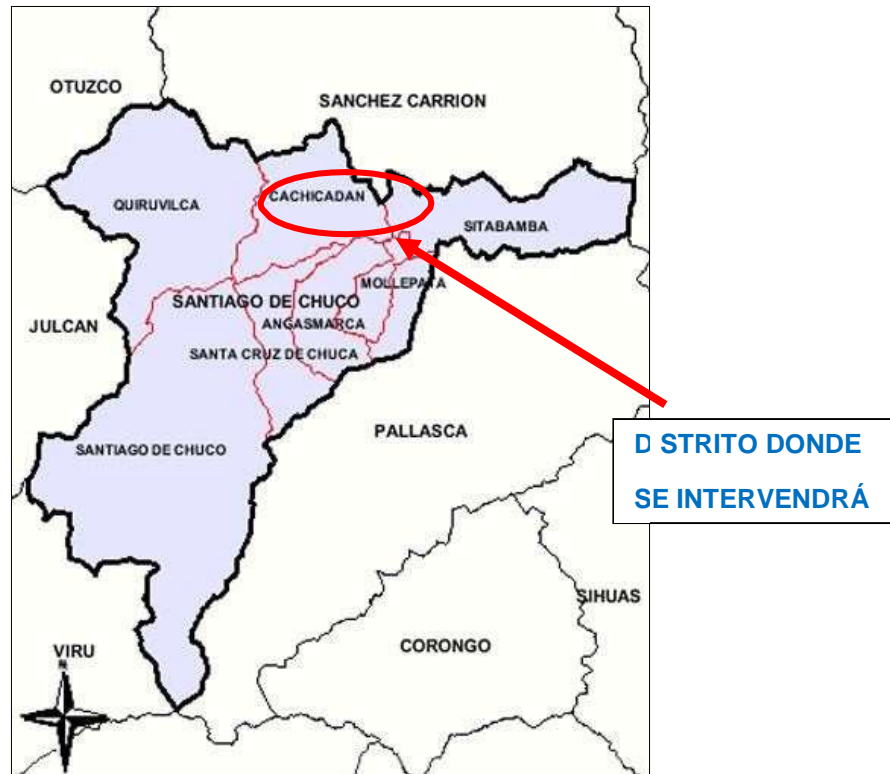 OTUZCO
SANCHEZ CARRION
QUIRUVILCA
CACHICADAN
SITABAMBA
MOLLEPATA
SANTIAGO DE CHUCO
JULCAN
ANGASMARCA
SANTA CRUZ DE CHUCA
PALLASCA
SANTIAGO DE CHUCO
D STRITO DONDE
SE INTERVENDRÁ
SIHUAS
CORONGO
VIRU
N